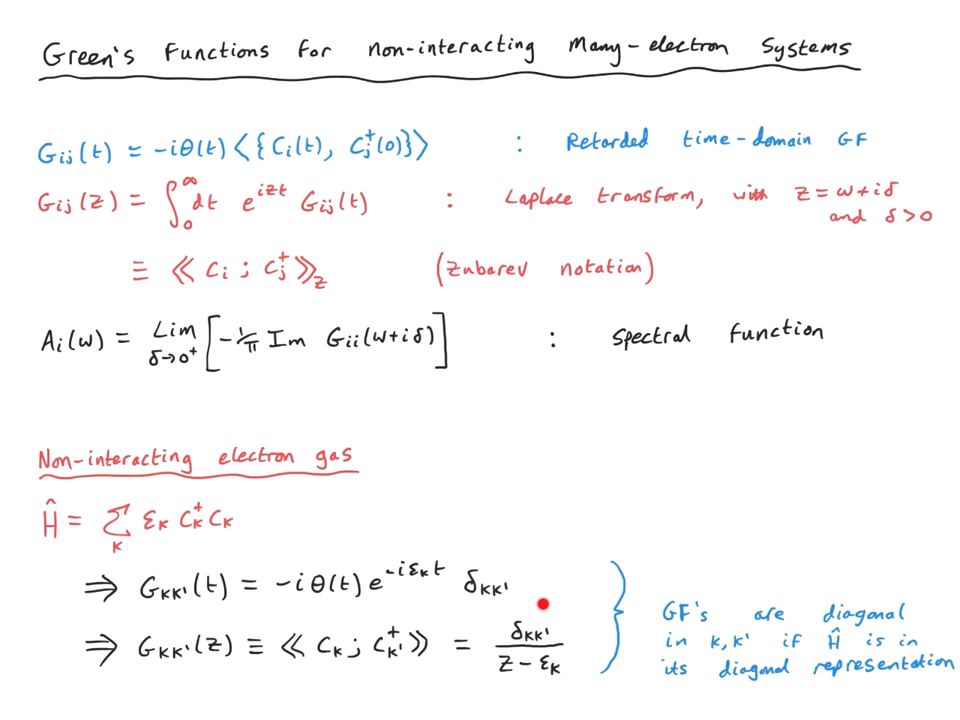 Green's Functions for non-interacting Many-electron Systems
Gij(t) = -iθ(t)⟨{Ci(t), Cj†(0)}⟩ : Retarded time-domain GF
Gij(z) = ∫₀^∞ dt e^{izt} Gij(t) : Laplace transform, with z = ω+iδ
and δ>0
≡ ≪Ci ; Cj†≫z (Zubarev notation)
Ai(ω) = Lim δ→0⁺ [-1/π Im Gii(ω+iδ)] : Spectral function
Non-interacting electron gas
Ĥ = Σ_K εK CK† CK
⇒ GKK'(t) = -iθ(t) e^{-iεKt} δKK'
⇒ GKK'(z) ≡ ≪CK ; CK'†≫ = δKK' / (z - εK)
GF's are diagonal
in K,K' if Ĥ is in
its diagonal representation